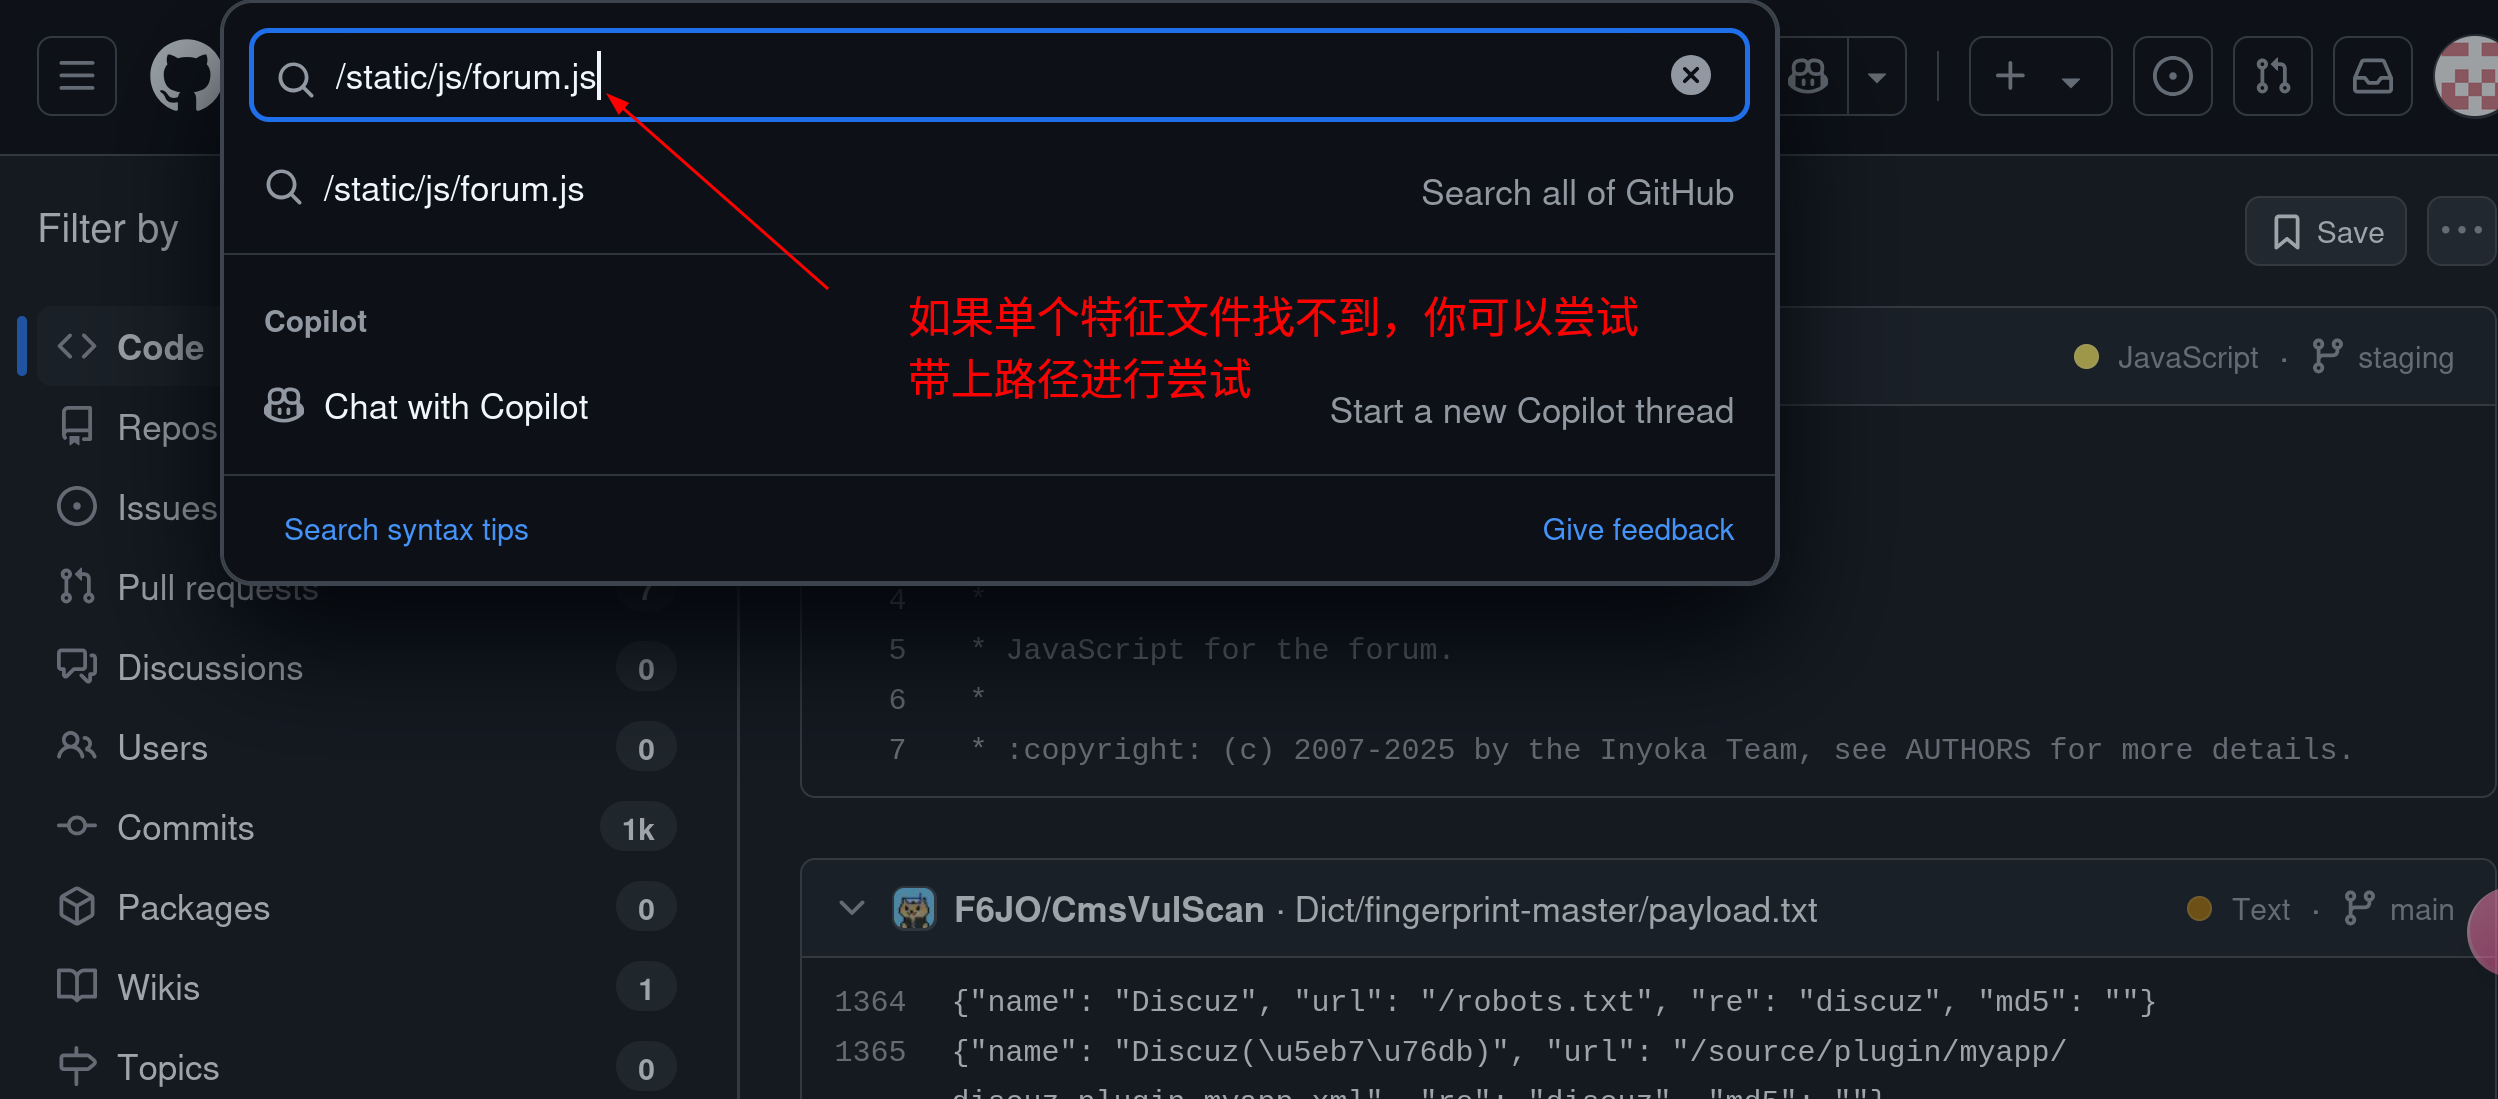 /static/js/forum.js
/static/js/forum.js
Search all of GitHub
Copilot
Chat with Copilot
Start a new Copilot thread
Search syntax tips
Give feedback
如果单个特征文件找不到，你可以尝试
带上路径进行尝试
Filter by
Code
Repos
Issues
Pull requests
7
Discussions
0
Users
0
Commits
1k
Packages
0
Wikis
1
Topics
0
Save
JavaScript · staging
4 *
5 * JavaScript for the forum.
6 *
7 * :copyright: (c) 2007-2025 by the Inyoka Team, see AUTHORS for more details.
F6JO/CmsVulScan · Dict/fingerprint-master/payload.txt
Text · main
1364 {"name": "Discuz", "url": "/robots.txt", "re": "discuz", "md5": ""}
1365 {"name": "Discuz(\u5eb7\u76db)", "url": "/source/plugin/myapp/
discuz_plugin_myapp.xml", "re": "discuz", "md5": ""}